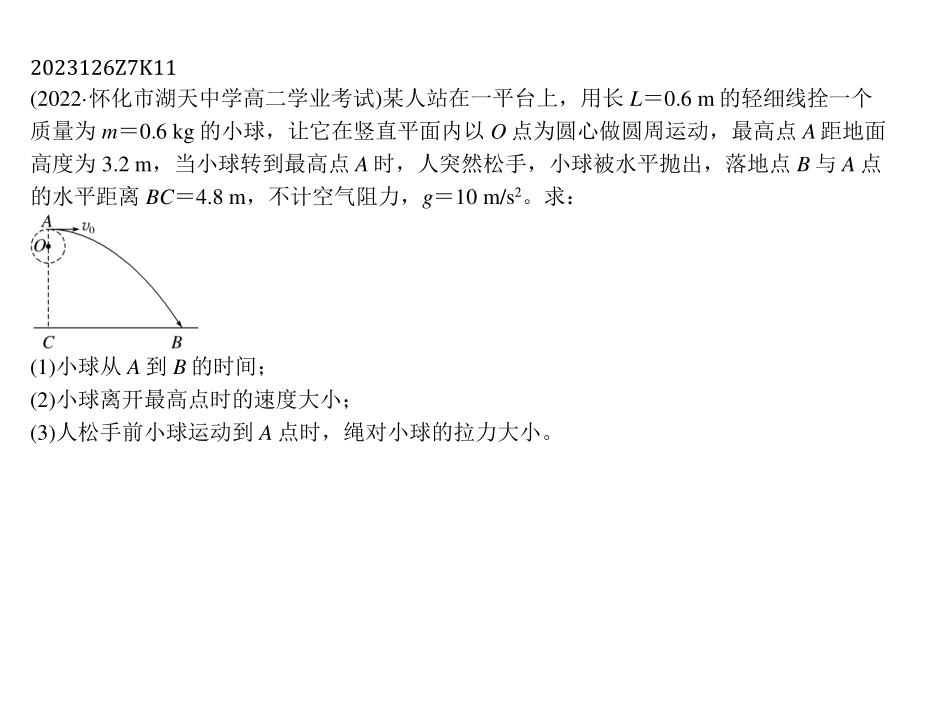 2023126Z7K11
(2022·怀化市湖天中学高二学业考试)某人站在一平台上，用长 L＝0.6 m 的轻细线拴一个
质量为 m＝0.6 kg 的小球，让它在竖直平面内以 O 点为圆心做圆周运动，最高点 A 距地面
高度为 3.2 m，当小球转到最高点 A 时，人突然松手，小球被水平抛出，落地点 B 与 A 点
的水平距离 BC＝4.8 m，不计空气阻力，g＝10 m/s²。求：
A v₀
O
C B
(1)小球从 A 到 B 的时间；
(2)小球离开最高点时的速度大小；
(3)人松手前小球运动到 A 点时，绳对小球的拉力大小。